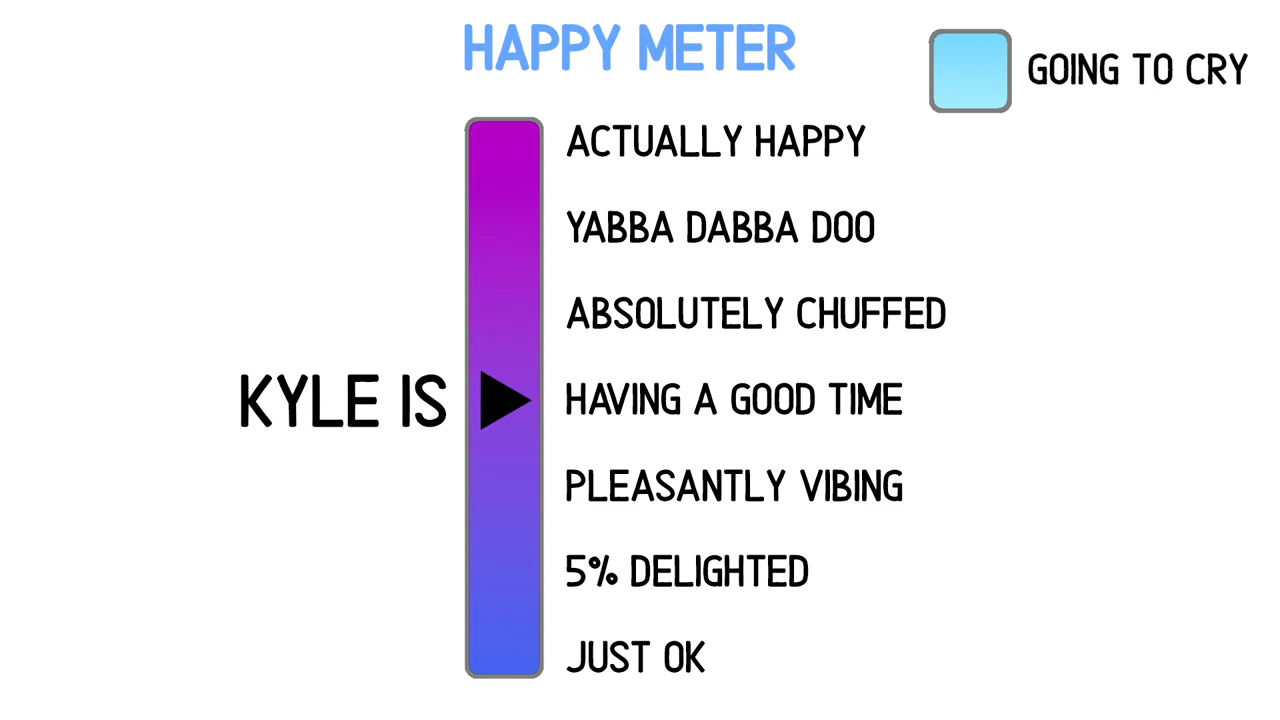 HAPPY METER
GOING TO CRY
ACTUALLY HAPPY
YABBA DABBA DOO
ABSOLUTELY CHUFFED
KYLE IS
HAVING A GOOD TIME
PLEASANTLY VIBING
5% DELIGHTED
JUST OK